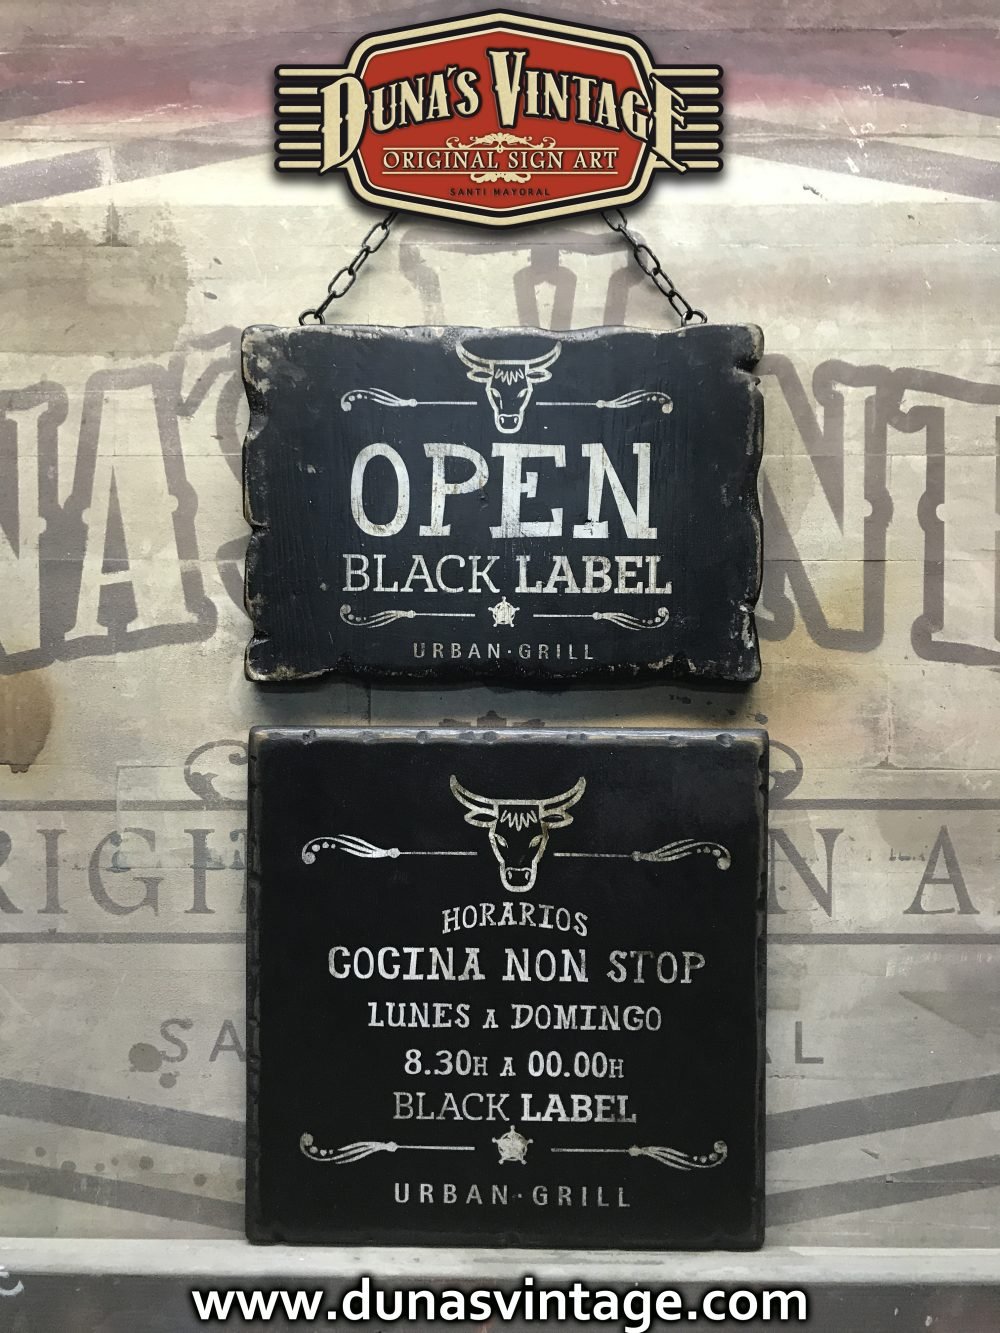 DUNA'S VINTAGE
ORIGINAL SIGN ART
SANTI MAYORAL
OPEN
BLACK LABEL
URBAN·GRILL
HORARIOS
COCINA NON STOP
LUNES A DOMINGO
8.30H A 00.00H
BLACK LABEL
URBAN·GRILL
www.dunasvintage.com